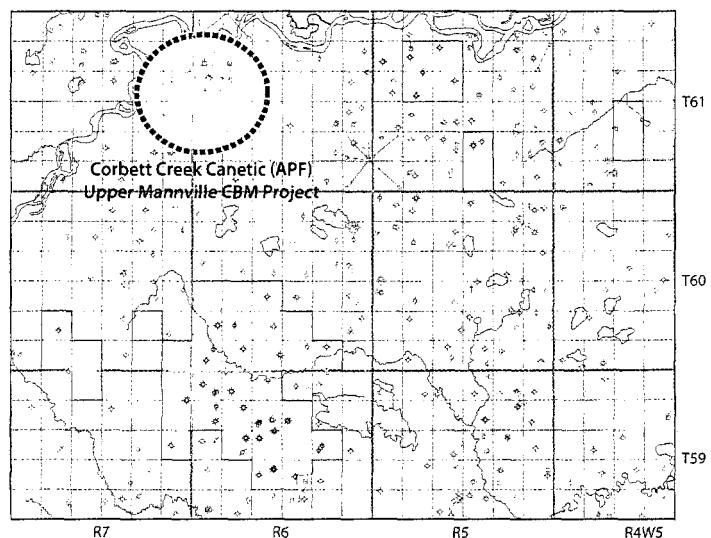 T61
Corbett Creek Canetic (APF)
Upper Mannville CBM Project
T60
T59
R7 R6 R5 R4W5